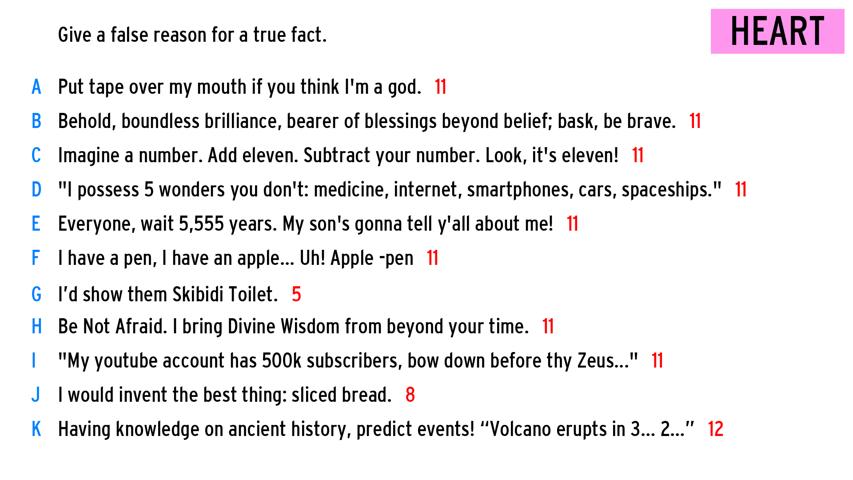 Give a false reason for a true fact.
HEART
A Put tape over my mouth if you think I'm a god. 11
B Behold, boundless brilliance, bearer of blessings beyond belief; bask, be brave. 11
C Imagine a number. Add eleven. Subtract your number. Look, it's eleven! 11
D "I possess 5 wonders you don't: medicine, internet, smartphones, cars, spaceships." 11
E Everyone, wait 5,555 years. My son's gonna tell y'all about me! 11
F I have a pen, I have an apple... Uh! Apple -pen 11
G I’d show them Skibidi Toilet. 5
H Be Not Afraid. I bring Divine Wisdom from beyond your time. 11
I "My youtube account has 500k subscribers, bow down before thy Zeus..." 11
J I would invent the best thing: sliced bread. 8
K Having knowledge on ancient history, predict events! “Volcano erupts in 3... 2...” 12